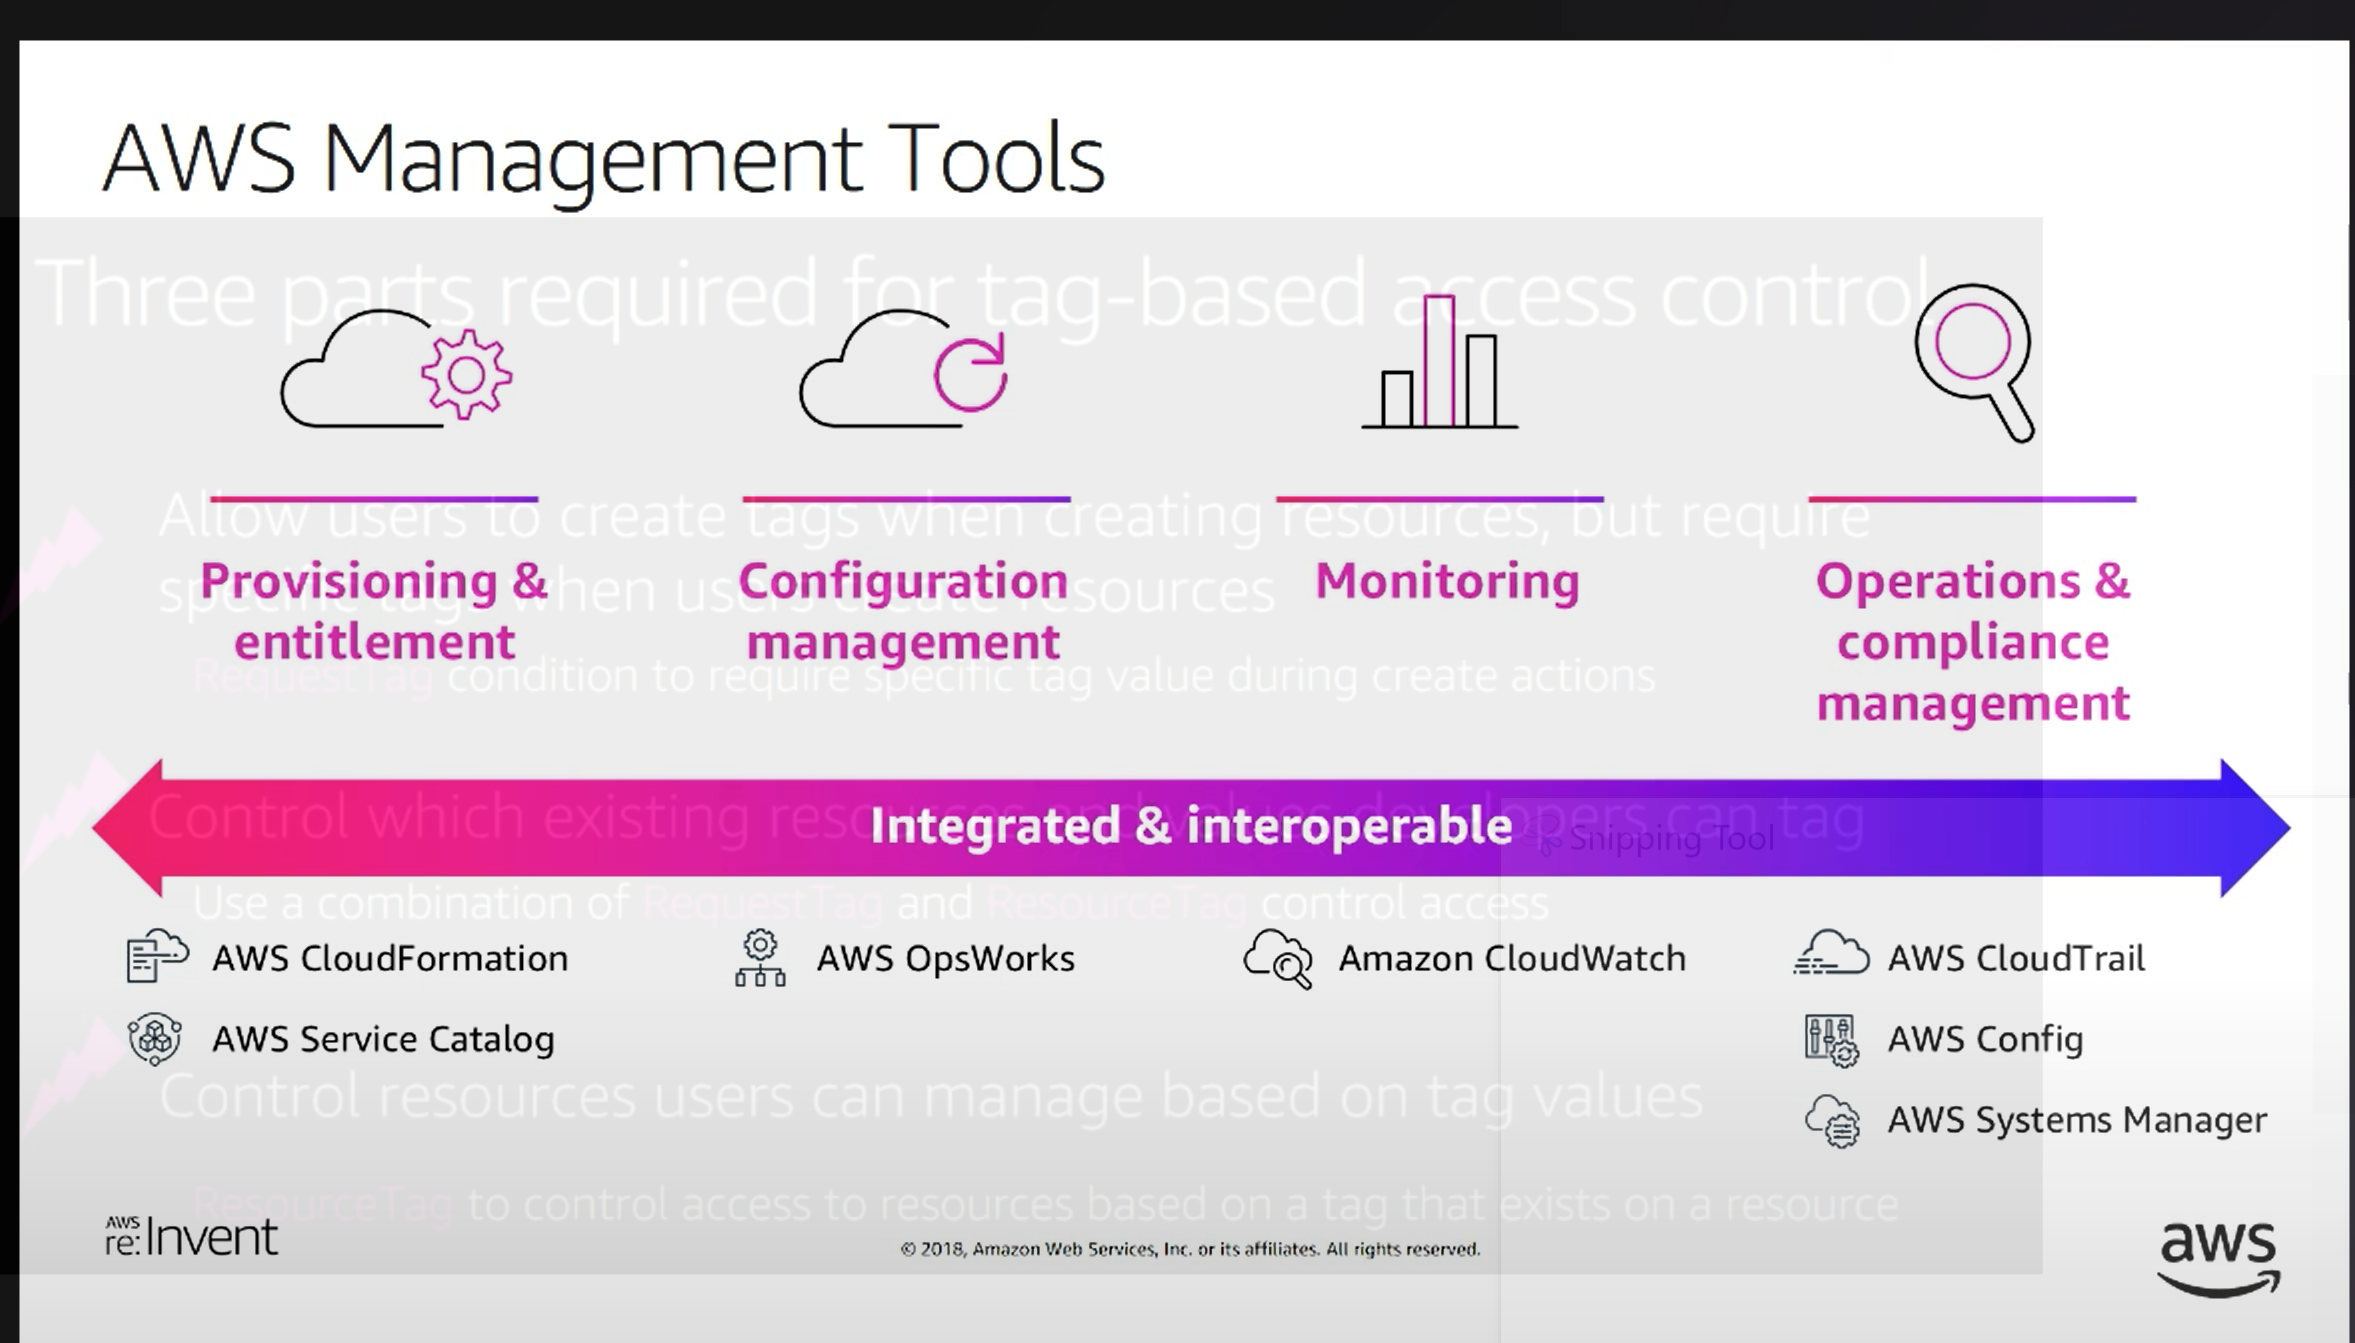 AWS Management Tools
Three parts required for tag-based access control
Allow users to create tags when creating resources, but require
specific tags when users create resources
RequestTag condition to require specific tag value during create actions
Provisioning &
entitlement
Configuration
management
Monitoring
Operations &
compliance
management
Control which existing resources and values developers can tag
Integrated & interoperable
Snipping Tool
Use a combination of RequestTag and ResourceTag control access
AWS CloudFormation
AWS Service Catalog
AWS OpsWorks
Amazon CloudWatch
AWS CloudTrail
AWS Config
AWS Systems Manager
Control resources users can manage based on tag values
ResourceTag to control access to resources based on a tag that exists on a resource
AWS
re:Invent
© 2018, Amazon Web Services, Inc. or its affiliates. All rights reserved.
aws